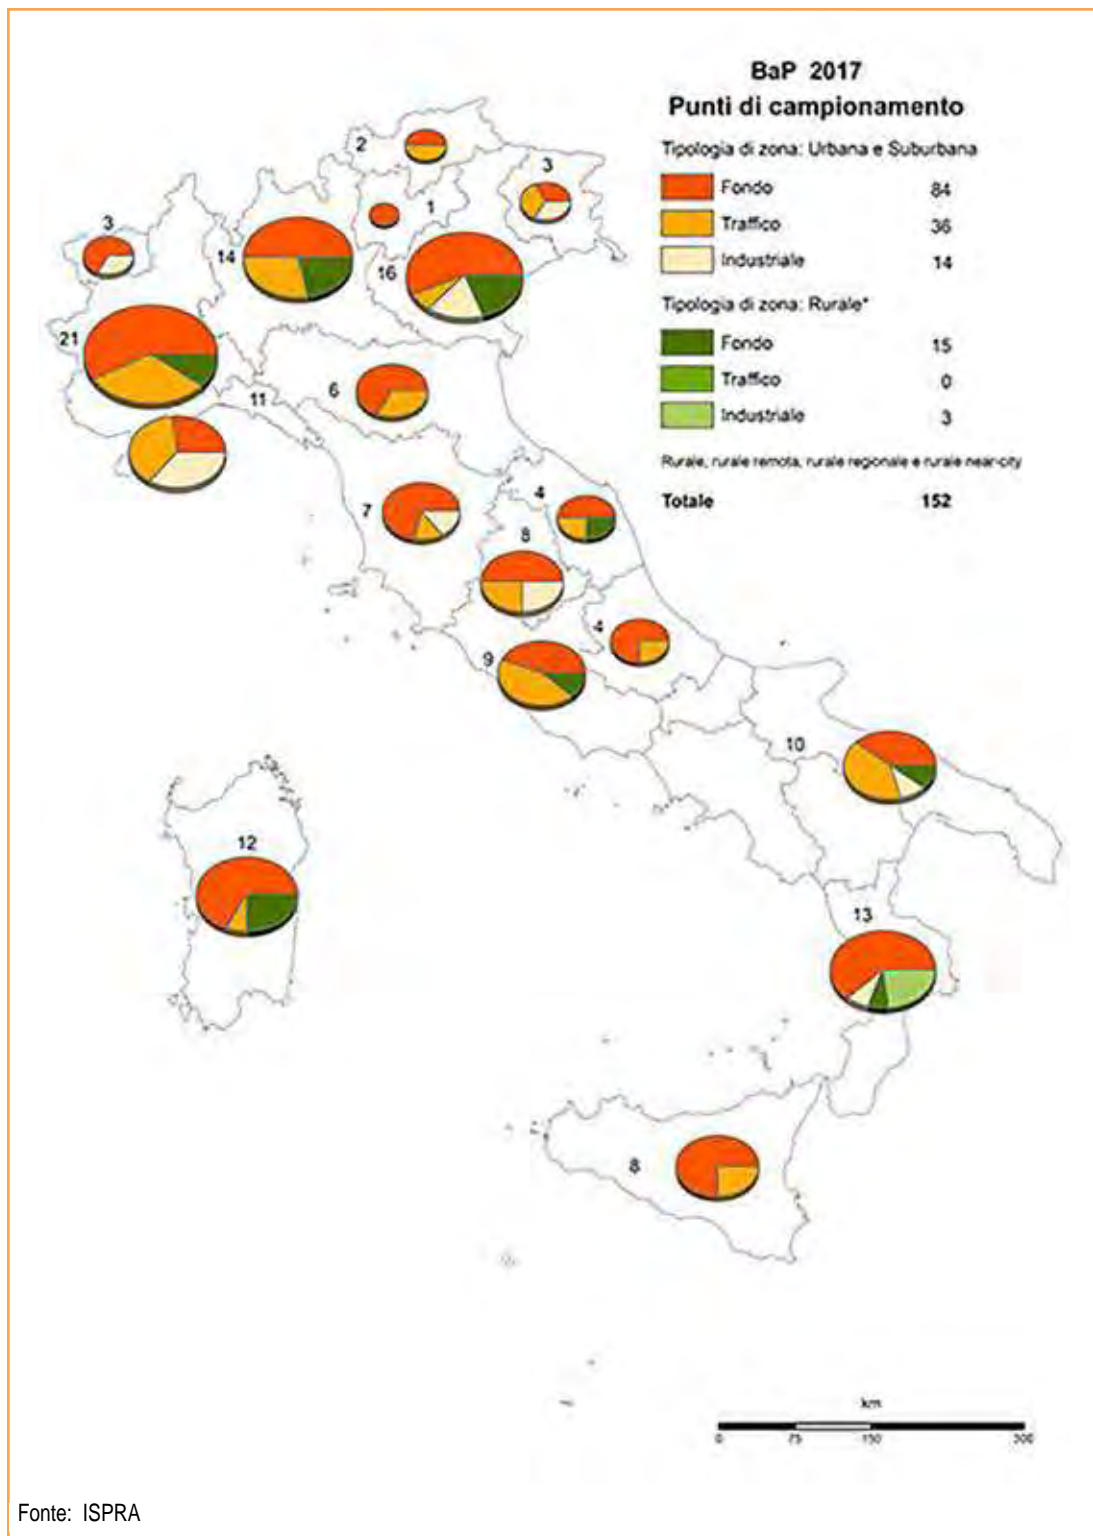 BaP 2017
Punti di campionamento
Tipologia di zona: Urbana e Suburbana
Fondo 84
Traffico 36
Industriale 14
Tipologia di zona: Rurale*
Fondo 15
Traffico 0
Industriale 3
Rurale, rurale remota, rurale regionale e rurale near-city
Totale 152
2
3
3
1
14
16
21
6
11
7
4
8
4
9
10
12
13
8
km
0 75 150 300
Fonte: ISPRA